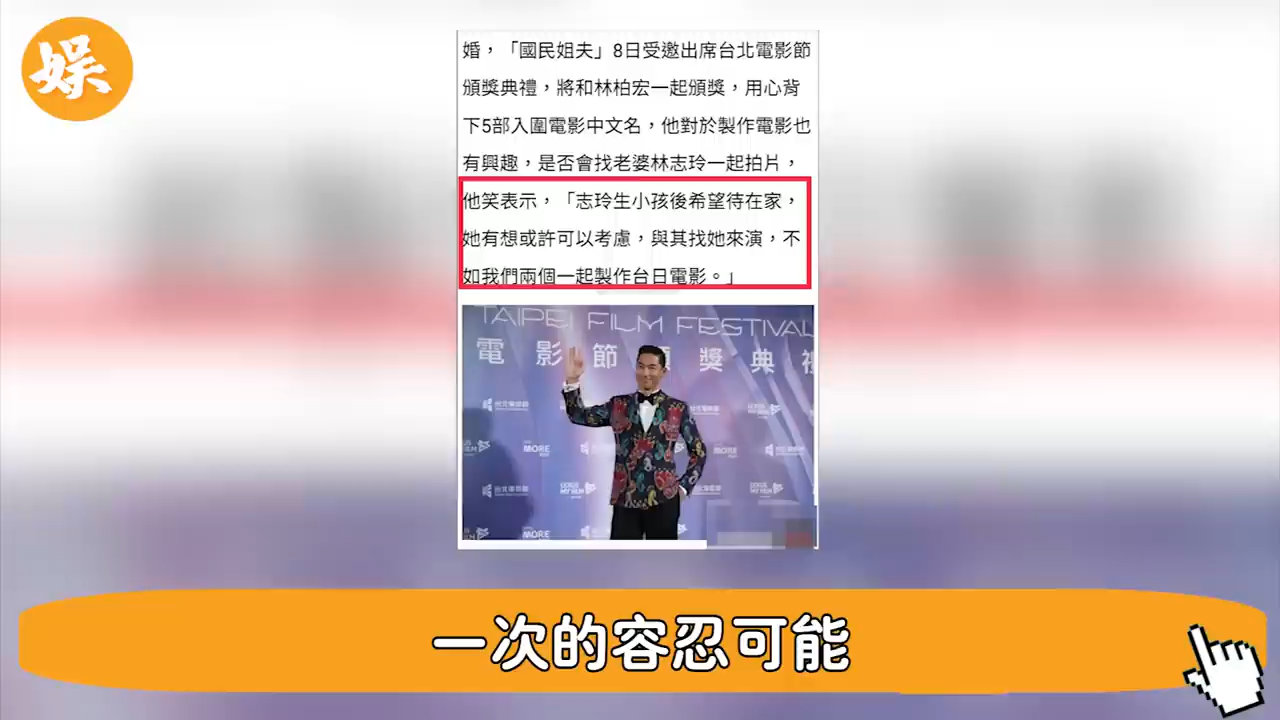 娱
婚，「國民姐夫」8日受邀出席台北電影節
頒獎典禮，將和林柏宏一起頒獎，用心背
下5部入圍電影中文名，他對於製作電影也
有興趣，是否會找老婆林志玲一起拍片，
他笑表示，「志玲生小孩後希望待在家，
她有想或許可以考慮，與其找她來演，不
如我們兩個一起製作台日電影。」
TAIPEI FILM FESTIVAL
電影節 獎典
MORE
MORE
一次的容忍可能